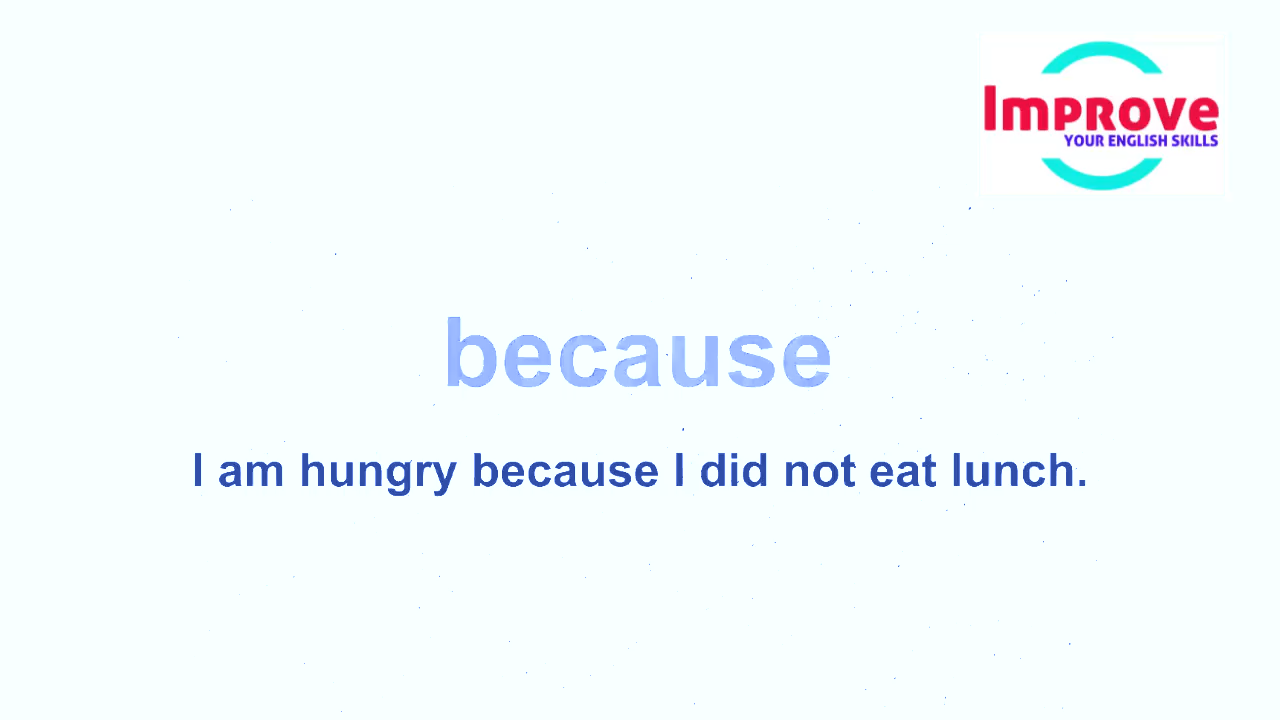 Improve
YOUR ENGLISH SKILLS
because
I am hungry because I did not eat lunch.